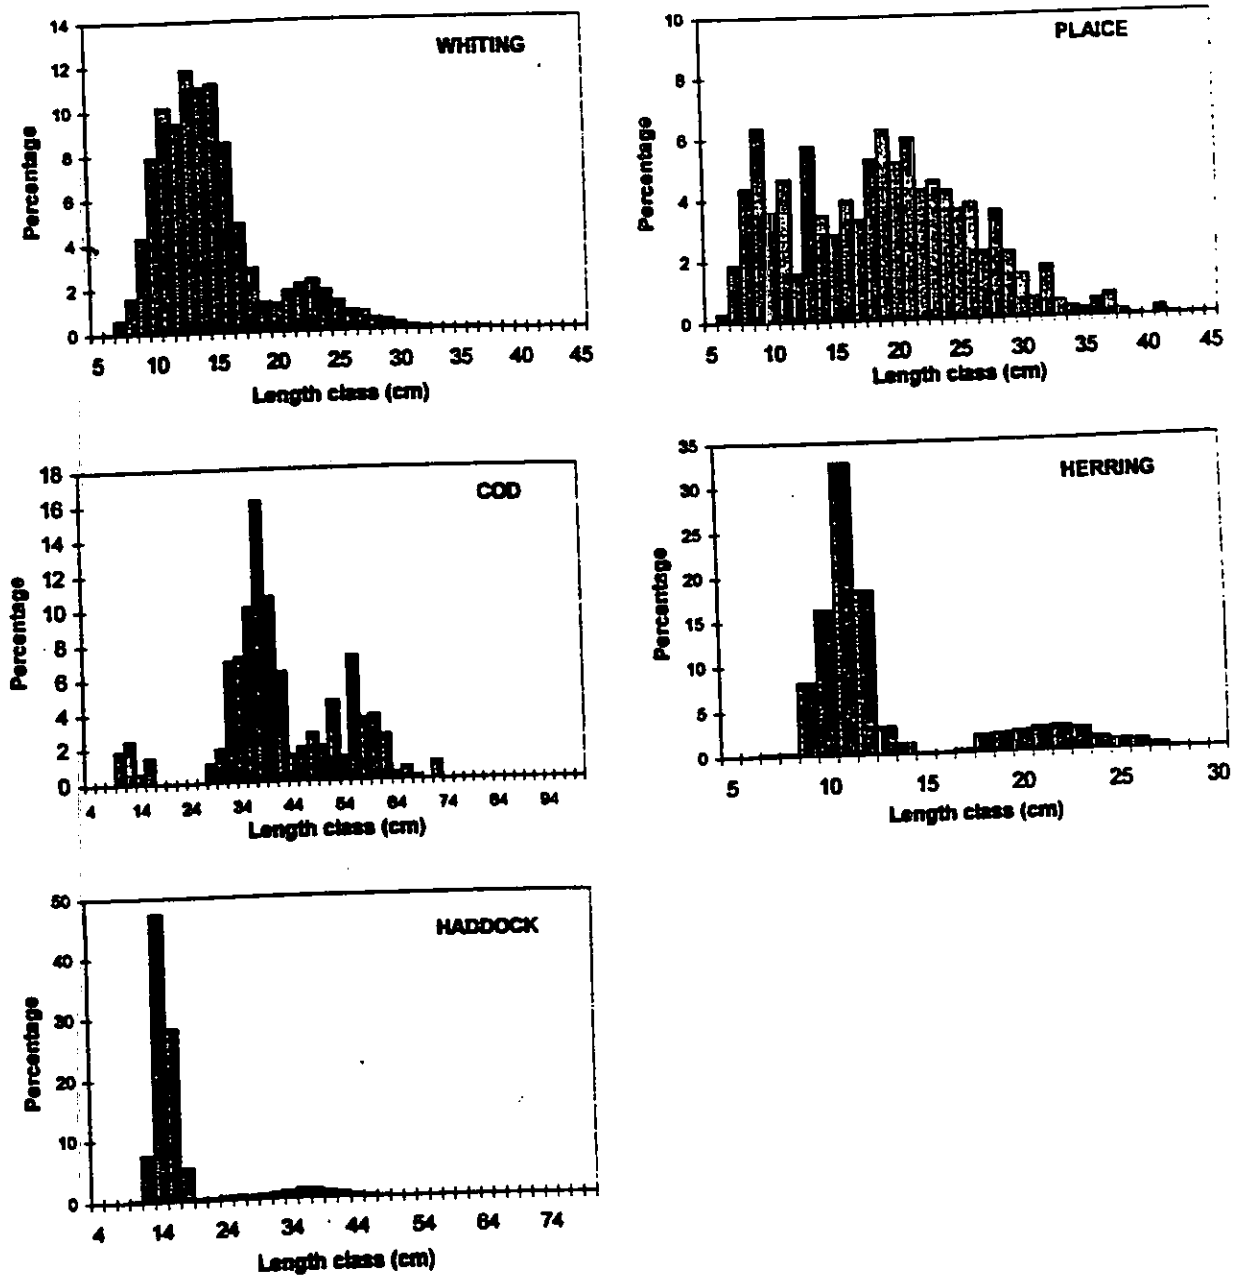 WHITING
Percentage
14
12
10
8
6
4
2
0
5 10 15 20 25 30 35 40 45
Length class (cm)
PLAICE
Percentage
10
8
6
4
2
0
5 10 15 20 25 30 35 40 45
Length class (cm)
COD
Percentage
18
16
14
12
10
8
6
4
2
0
4 14 24 34 44 54 64 74 84 94
Length class (cm)
HERRING
Percentage
35
30
25
20
15
10
5
0
5 10 15 20 25 30
Length class (cm)
HADDOCK
Percentage
50
40
30
20
10
0
4 14 24 34 44 54 64 74
Length class (cm)